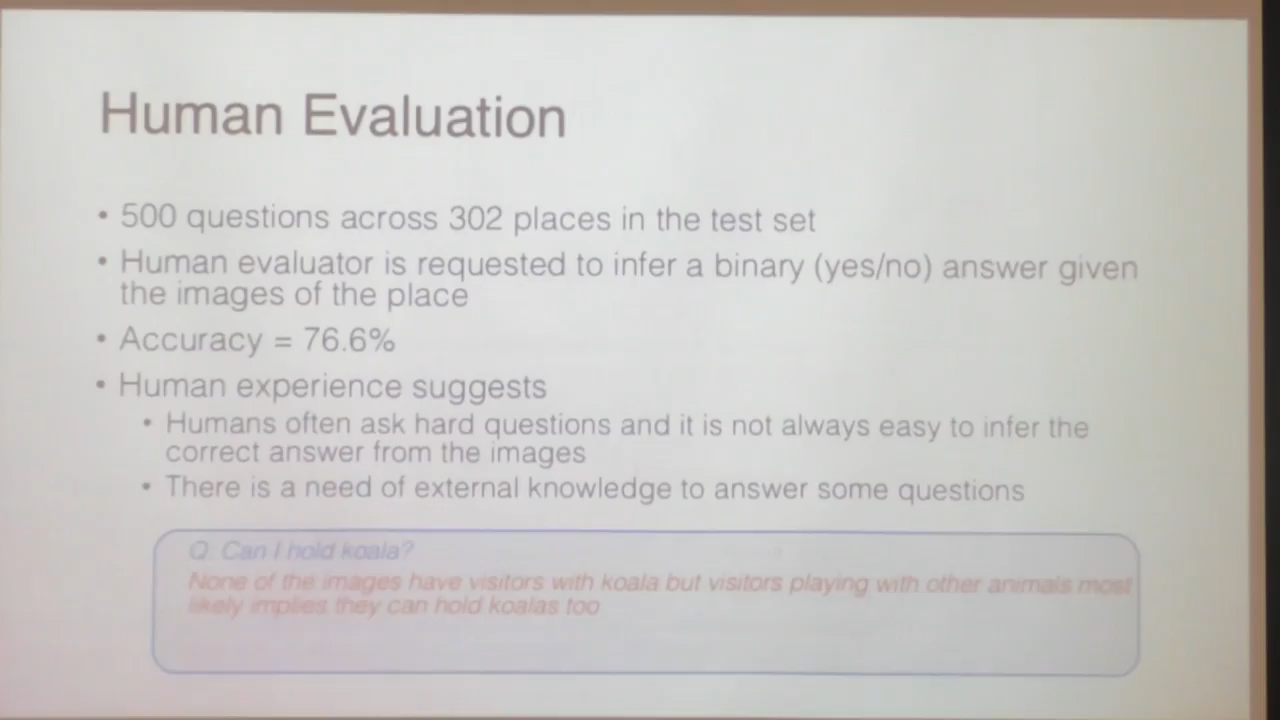 Human Evaluation
• 500 questions across 302 places in the test set
• Human evaluator is requested to infer a binary (yes/no) answer given
the images of the place
• Accuracy = 76.6%
• Human experience suggests
• Humans often ask hard questions and it is not always easy to infer the
correct answer from the images
• There is a need of external knowledge to answer some questions
Q: Can I hold koala?
None of the images have visitors with koala but visitors playing with other animals most
likely implies they can hold koalas too